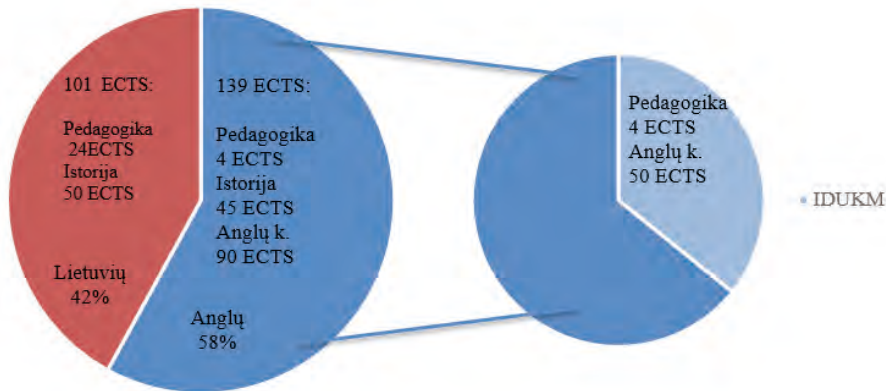 101 ECTS:
Pedagogika
24ECTS
Istorija
50 ECTS
Lietuvių
42%
139 ECTS:
Pedagogika
4 ECTS
Istorija
45 ECTS
Anglų k.
90 ECTS
Anglų
58%
Pedagogika
4 ECTS
Anglų k.
50 ECTS
IDUKM